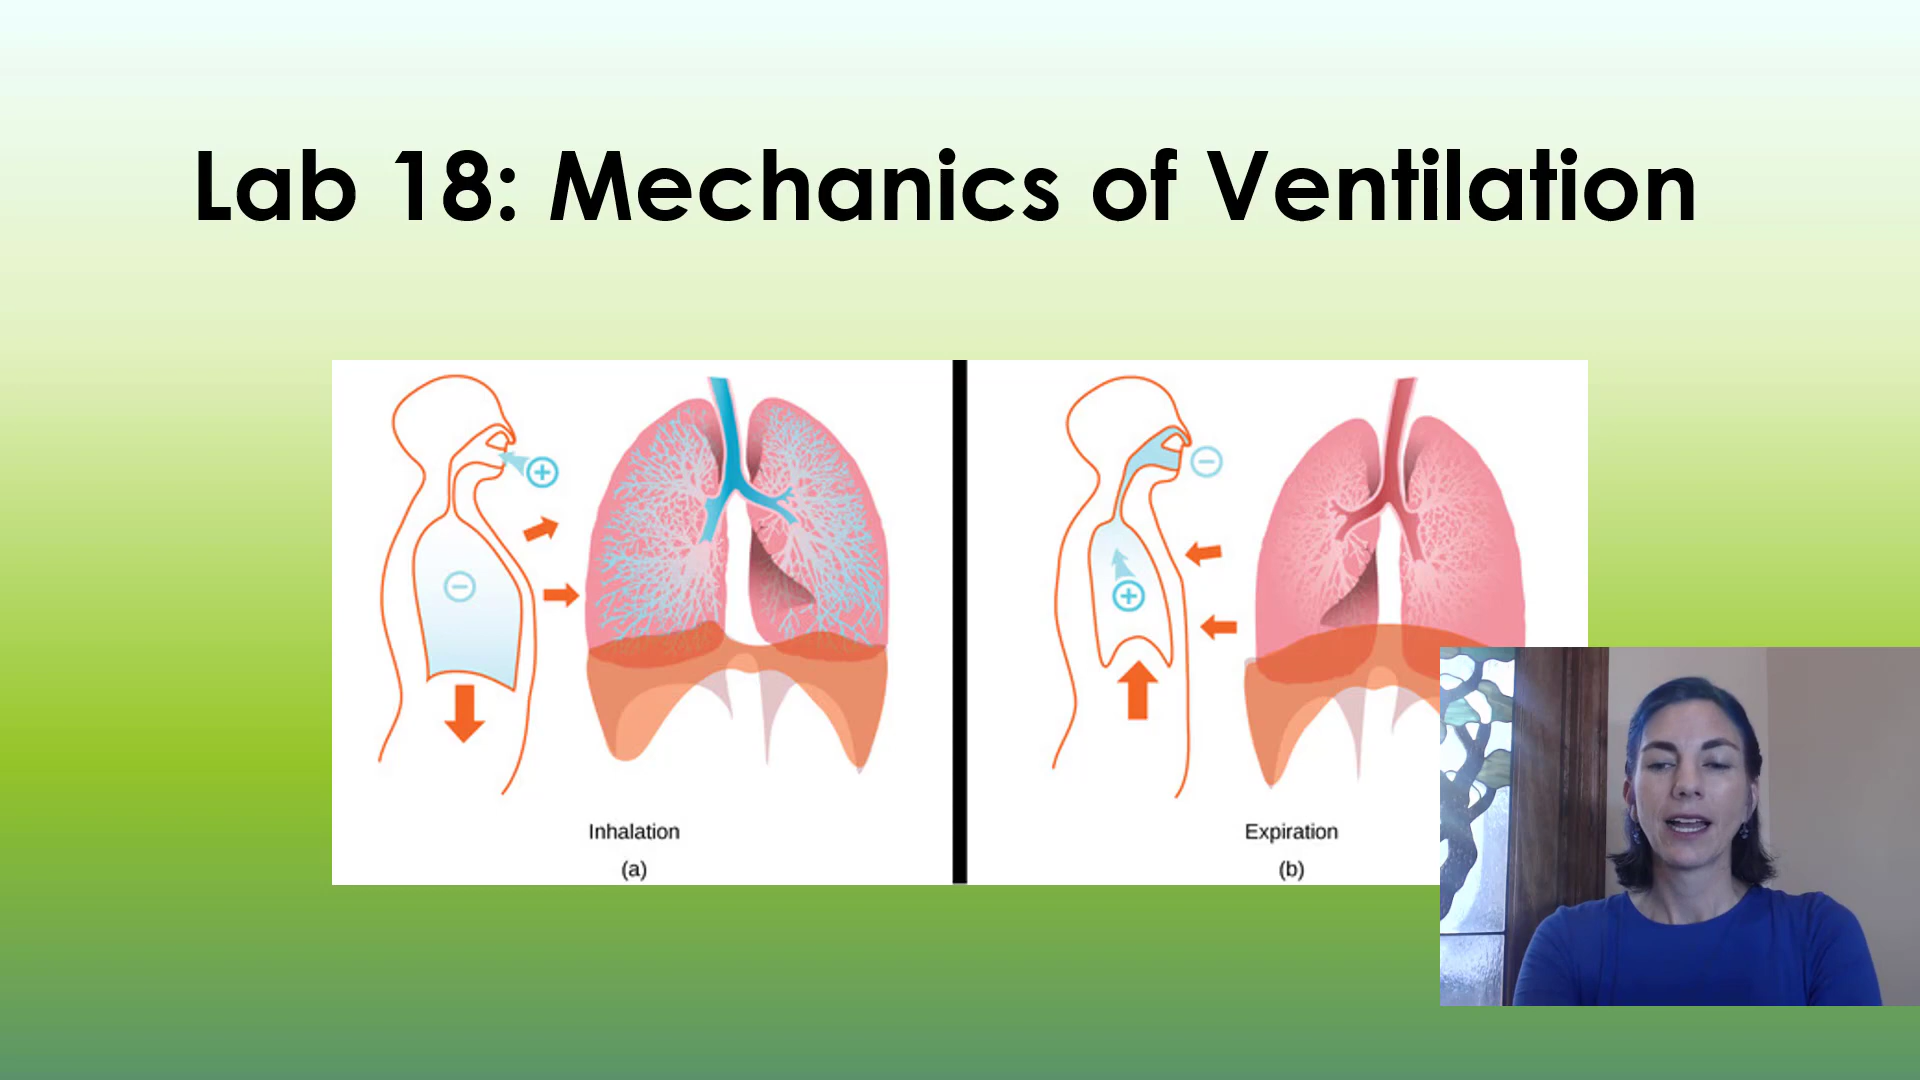 Lab 18: Mechanics of Ventilation
Inhalation
(a)
Expiration
(b)